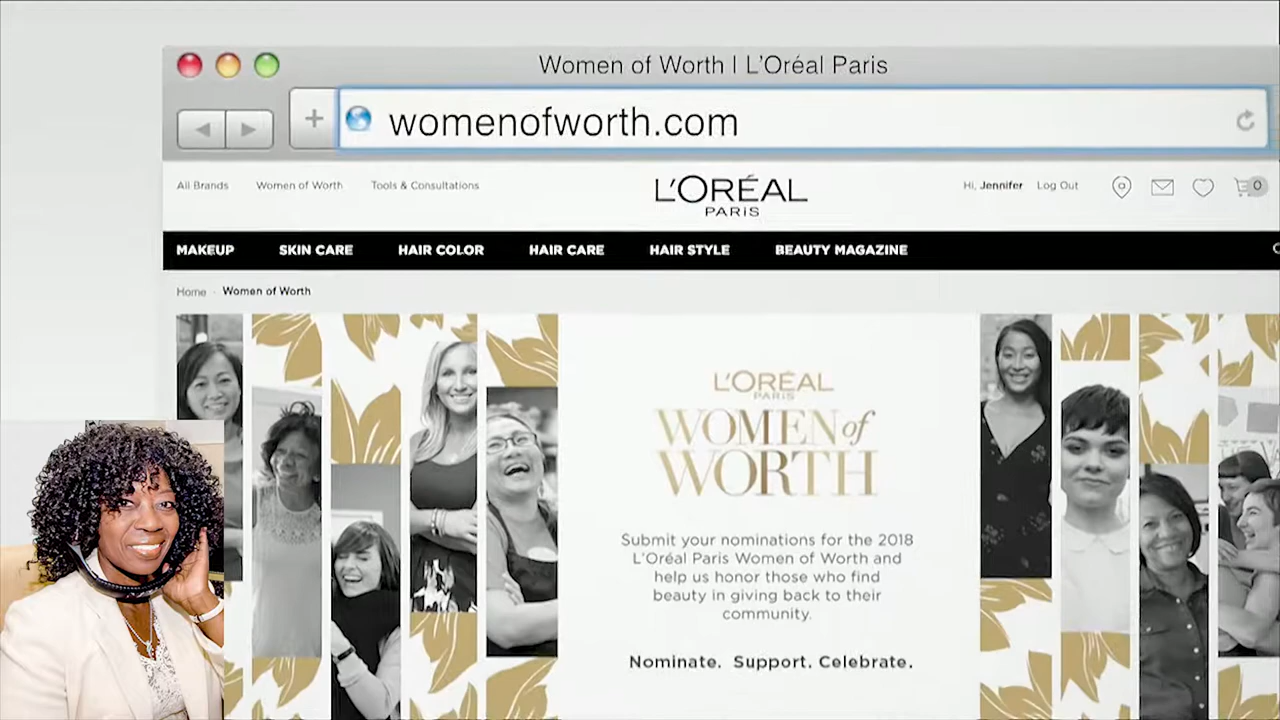 Women of Worth | L'Oréal Paris
womenofworth.com
All Brands Women of Worth Tools & Consultations
L'ORÉAL
PARIS
Hi, Jennifer Log Out
0
MAKEUP SKIN CARE HAIR COLOR HAIR CARE HAIR STYLE BEAUTY MAGAZINE
Home · Women of Worth
L'ORÉAL
PARIS
WOMEN of
WORTH
Submit your nominations for the 2018
L'Oréal Paris Women of Worth and
help us honor those who find
beauty in giving back to their
community.
Nominate. Support. Celebrate.